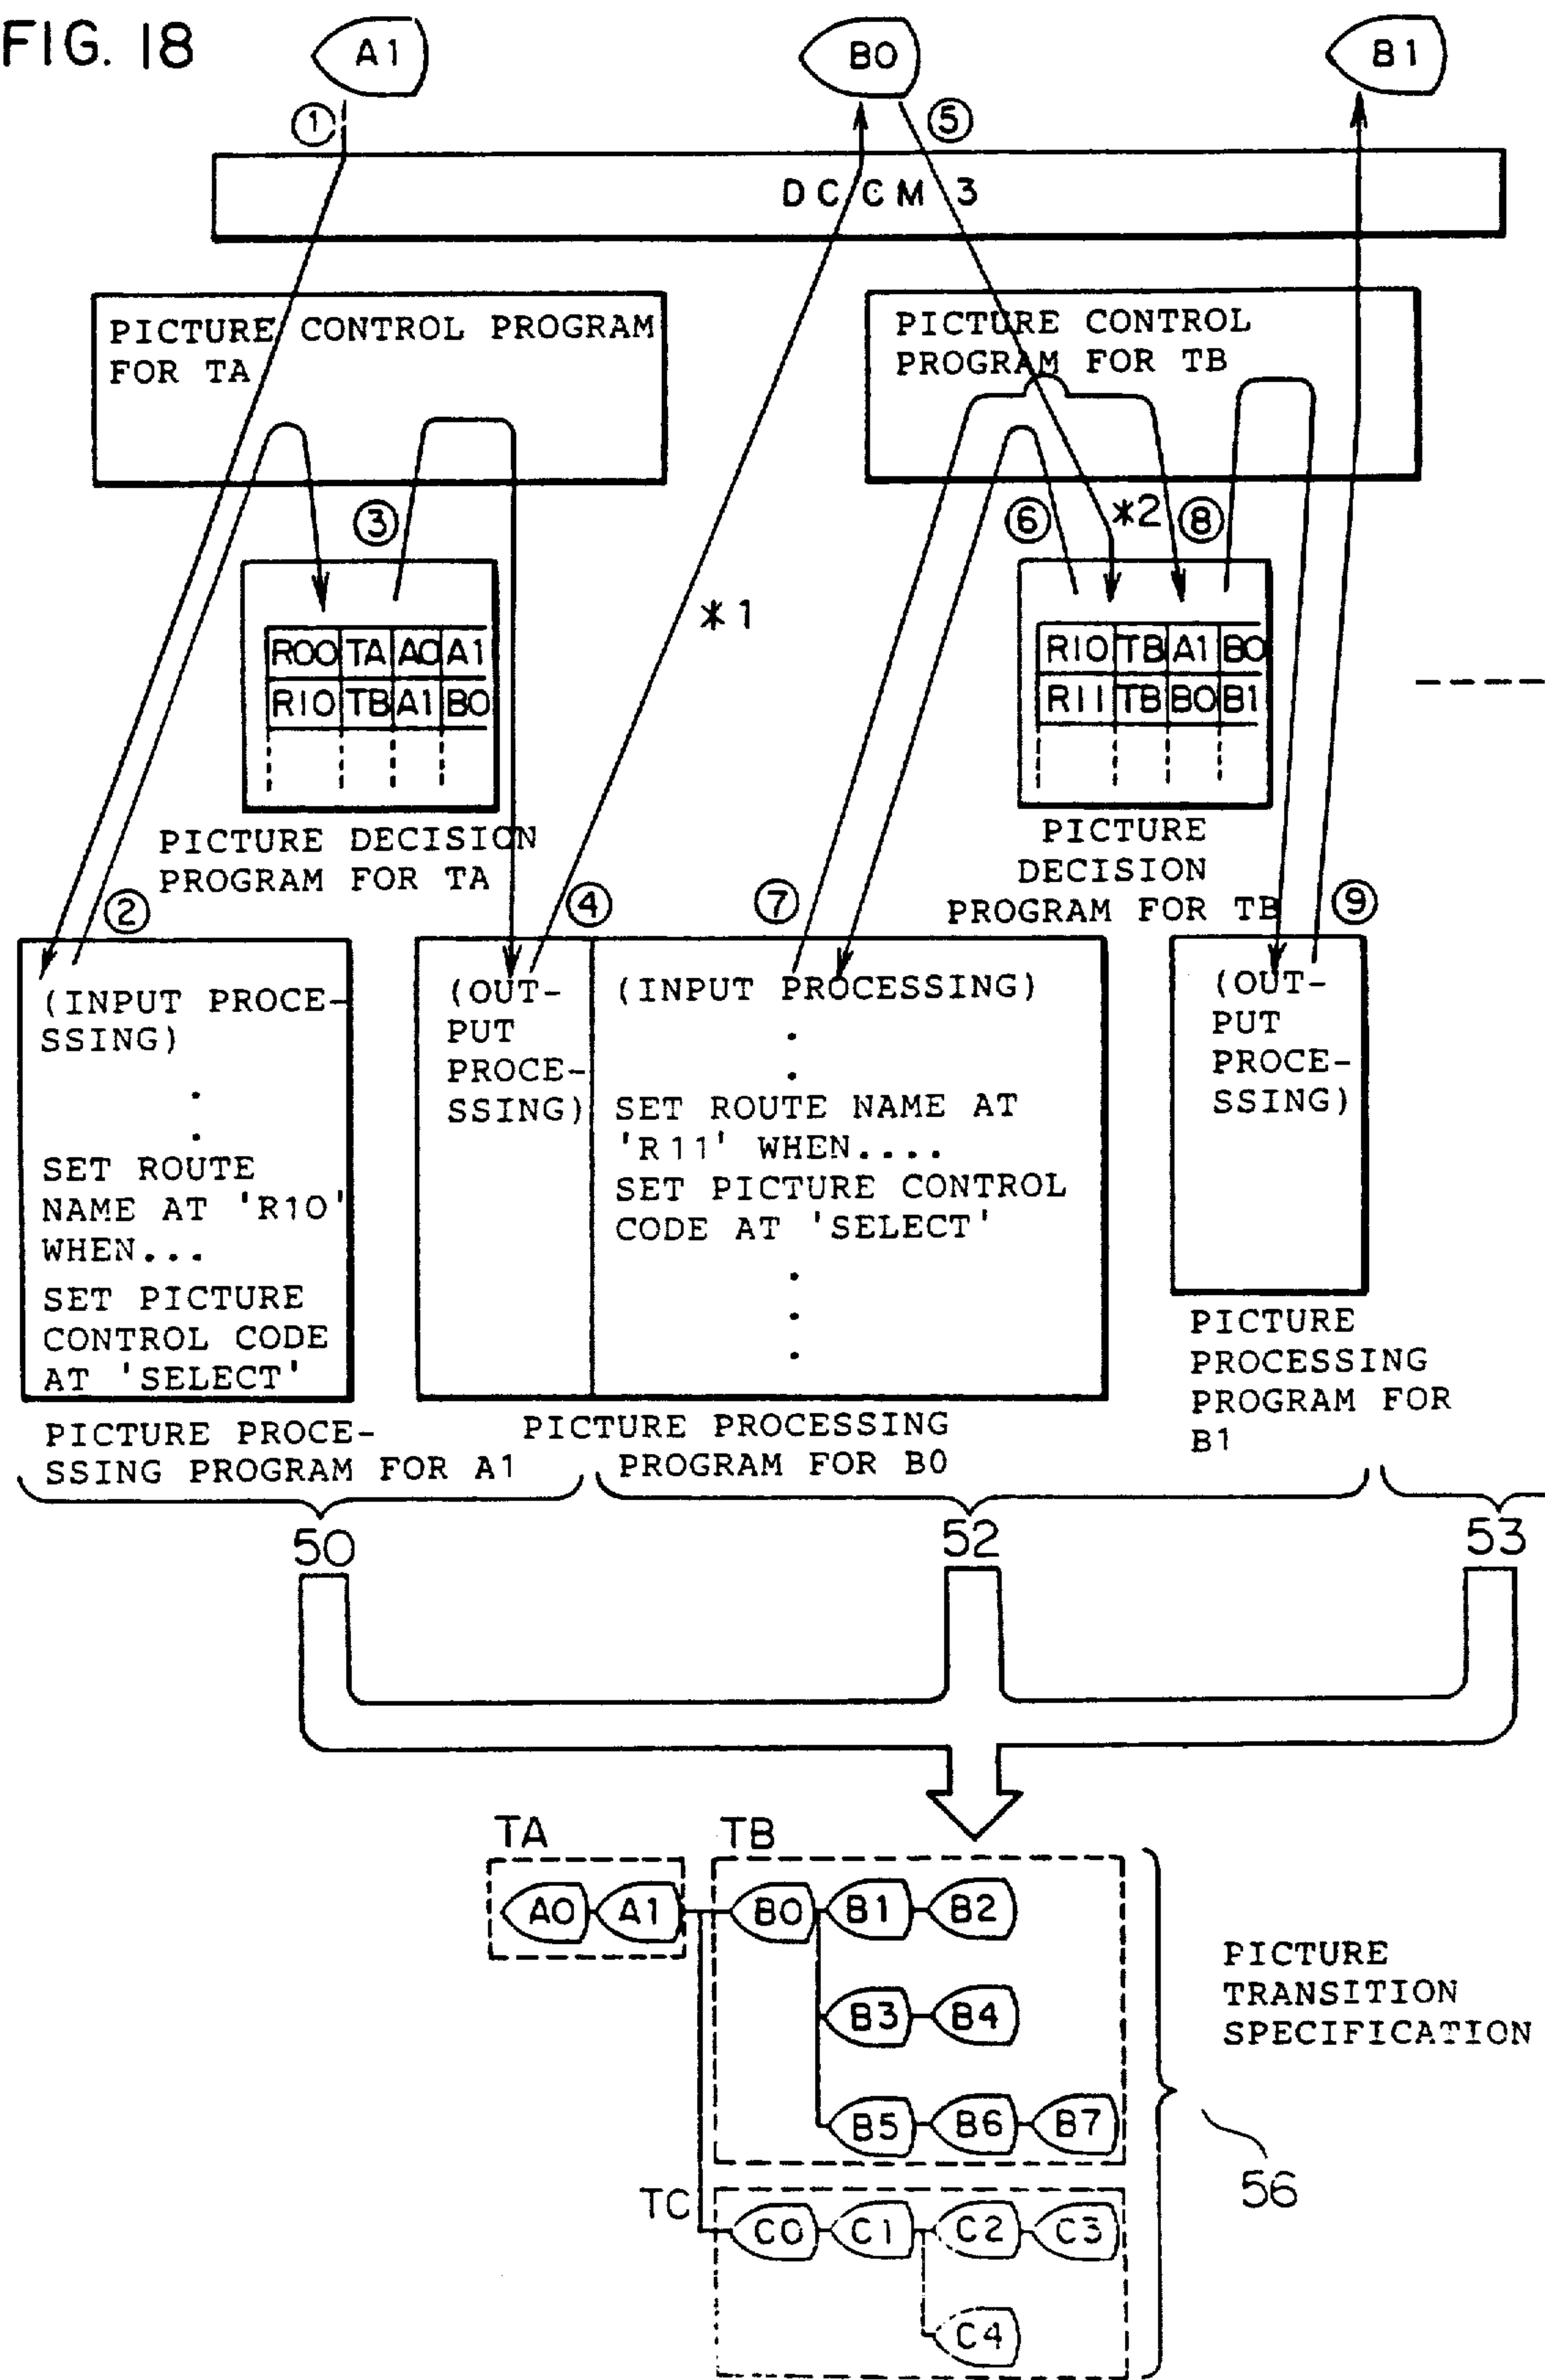 FIG. 18
A1
B0
B1
①
⑤
DCCM 3
PICTURE CONTROL PROGRAM
FOR TA
PICTURE CONTROL
PROGRAM FOR TB
③
⑥
*2
⑧
*1
R00 TA A0 A1
R10 TB A1 B0
R10 TB A1 B0
R11 TB B0 B1
PICTURE DECISION
PROGRAM FOR TA
PICTURE
DECISION
PROGRAM FOR TB
②
④
⑦
⑨
(INPUT PROCE-
SSING)
.
.
SET ROUTE
NAME AT 'R10'
WHEN...
SET PICTURE
CONTROL CODE
AT 'SELECT'
(OUT-
PUT
PROCE-
SSING)
(INPUT PROCESSING)
.
.
SET ROUTE NAME AT
'R11' WHEN....
SET PICTURE CONTROL
CODE AT 'SELECT'
.
.
.
(OUT-
PUT
PROCE-
SSING)
PICTURE PROCE-
SSING PROGRAM FOR A1
PICTURE PROCESSING
PROGRAM FOR B0
PICTURE
PROCESSING
PROGRAM FOR
B1
50
52
53
TA
TB
A0 A1 B0 B1 B2
B3 B4
B5 B6 B7
TC
C0 C1 C2 C3
C4
PICTURE
TRANSITION
SPECIFICATION
56